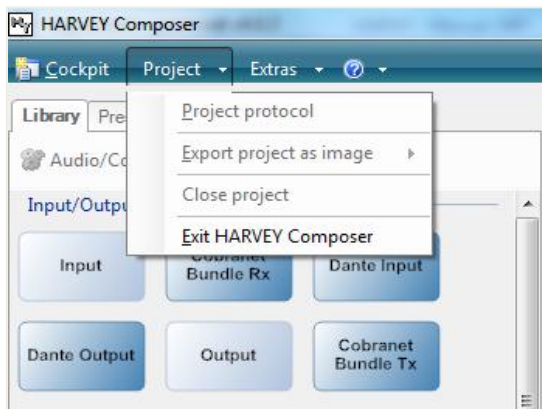 HARVEY Composer
Cockpit Project Extras
Library Pre
Project protocol
Audio/Co
Export project as image
Close project
Input/Outpu
Exit HARVEY Composer
Input
Cobranet
Bundle Rx
Dante Input
Dante Output
Output
Cobranet
Bundle Tx